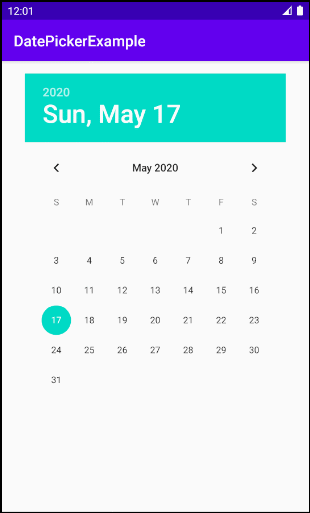 12:01
DatePickerExample
2020
Sun, May 17
May 2020
S M T W T F S
1 2
3 4 5 6 7 8 9
10 11 12 13 14 15 16
17 18 19 20 21 22 23
24 25 26 27 28 29 30
31